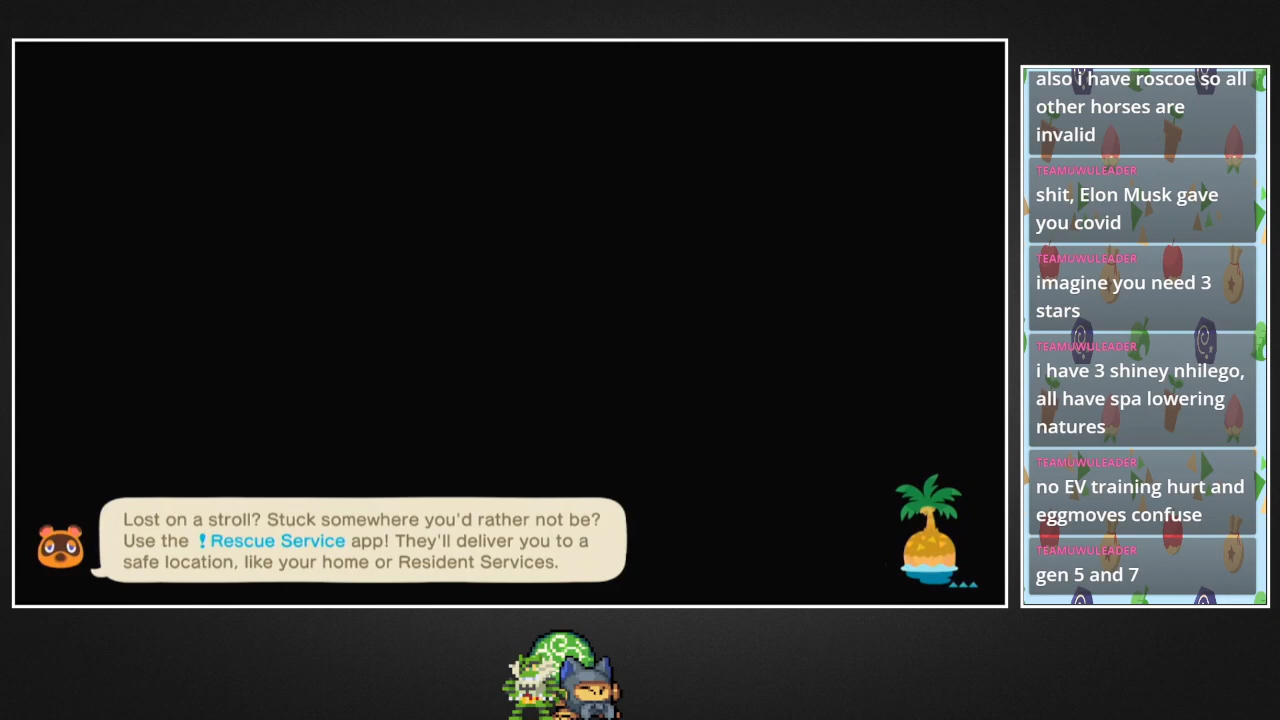 Lost on a stroll? Stuck somewhere you'd rather not be?
Use the ! Rescue Service app! They'll deliver you to a
safe location, like your home or Resident Services.
also i have roscoe so all
other horses are
invalid
TEAMUWULEADER
shit, Elon Musk gave
you covid
TEAMUWULEADER
imagine you need 3
stars
TEAMUWULEADER
i have 3 shiney nhilego,
all have spa lowering
natures
TEAMUWULEADER
no EV training hurt and
eggmoves confuse
TEAMUWULEADER
gen 5 and 7